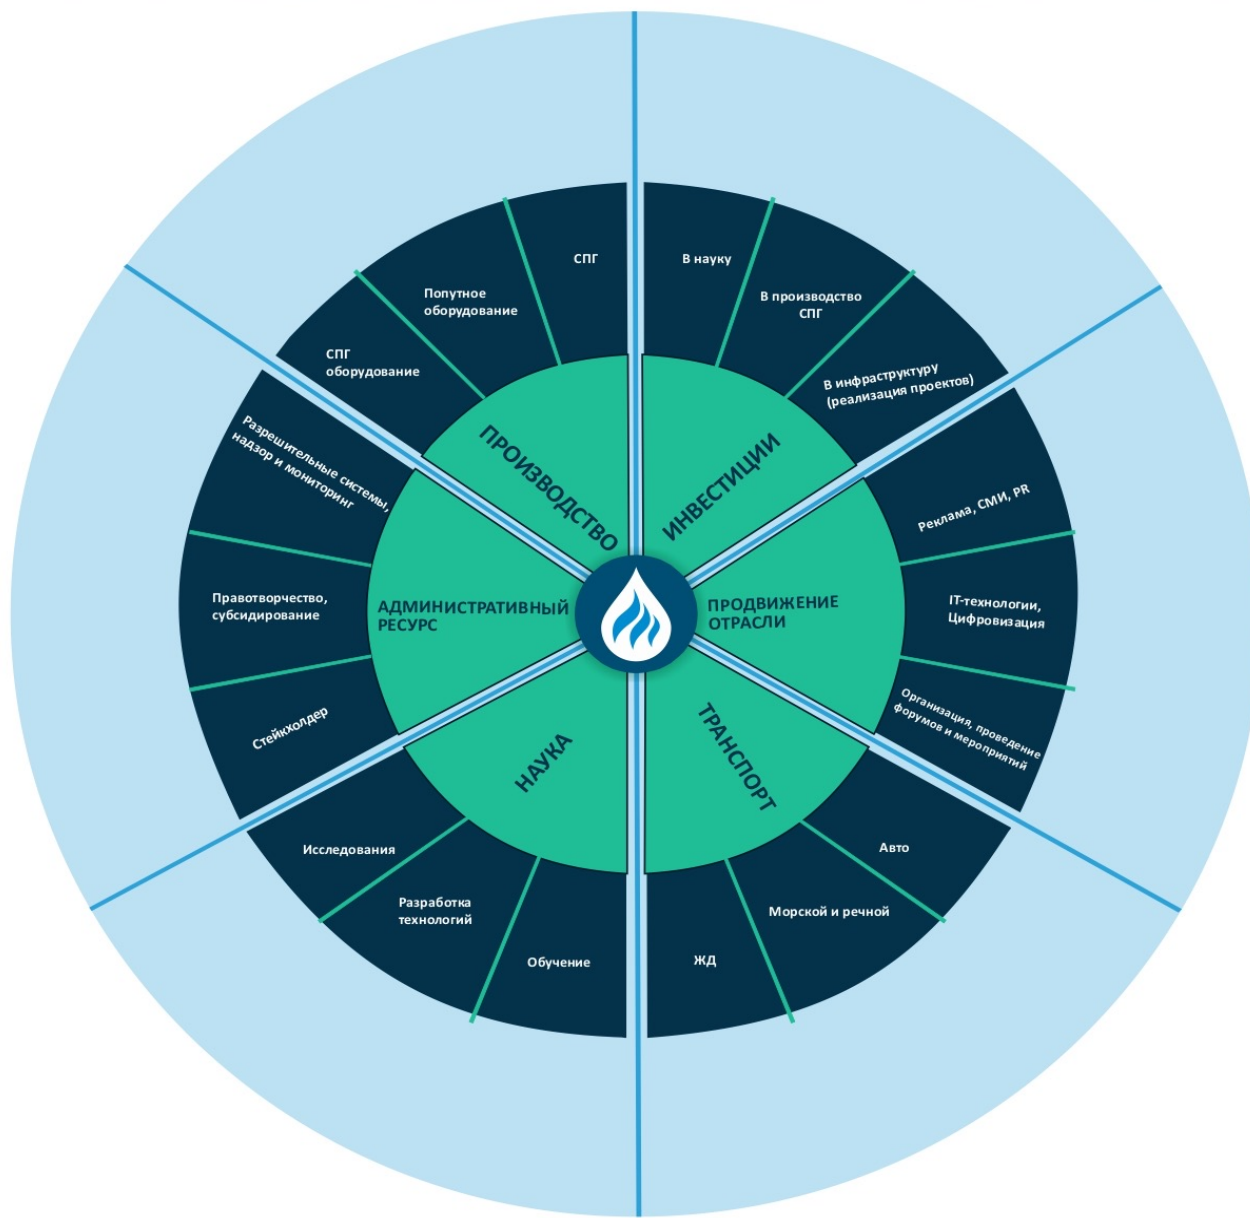 СПГ
Попутное
оборудование
СПГ
оборудование
ПРОИЗВОДСТВО
В науку
В производство
СПГ
В инфраструктуру
(реализация проектов)
ИНВЕСТИЦИИ
Реклама, СМИ, PR
IT-технологии,
Цифровизация
Организация, проведение
форумов и мероприятий
ПРОДВИЖЕНИЕ
ОТРАСЛИ
Авто
Морской и речной
ЖД
ТРАНСПОРТ
Обучение
Разработка
технологий
Исследования
НАУКА
Стейкхолдер
Правотворчество,
субсидирование
Разрешительные системы,
надзор и мониторинг
АДМИНИСТРАТИВНЫЙ
РЕСУРС